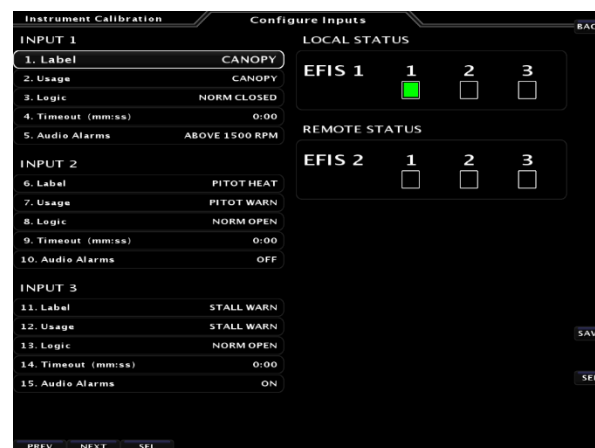 Instrument Calibration
Configure Inputs
INPUT 1
1. Label CANOPY
2. Usage CANOPY
3. Logic NORM CLOSED
4. Timeout (mm:ss) 0:00
5. Audio Alarms ABOVE 1500 RPM
INPUT 2
6. Label PITOT HEAT
7. Usage PITOT WARN
8. Logic NORM OPEN
9. Timeout (mm:ss) 0:00
10. Audio Alarms OFF
INPUT 3
11. Label STALL WARN
12. Usage STALL WARN
13. Logic NORM OPEN
14. Timeout (mm:ss) 0:00
15. Audio Alarms ON
LOCAL STATUS
EFIS 1 1 2 3
REMOTE STATUS
EFIS 2 1 2 3
PREV NEXT SEL